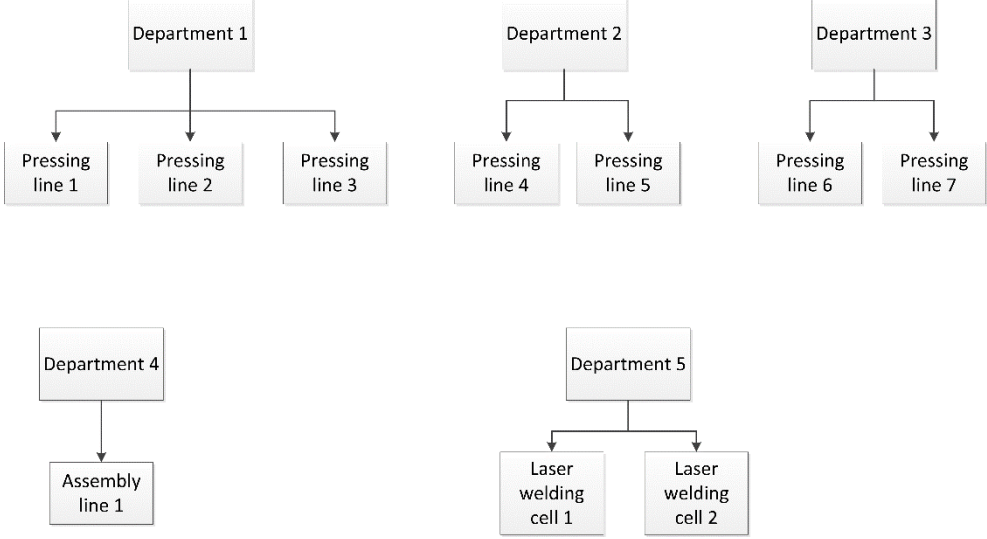 Department 1
Department 2
Department 3
Pressing
line 1
Pressing
line 2
Pressing
line 3
Pressing
line 4
Pressing
line 5
Pressing
line 6
Pressing
line 7
Department 4
Department 5
Assembly
line 1
Laser
welding
cell 1
Laser
welding
cell 2